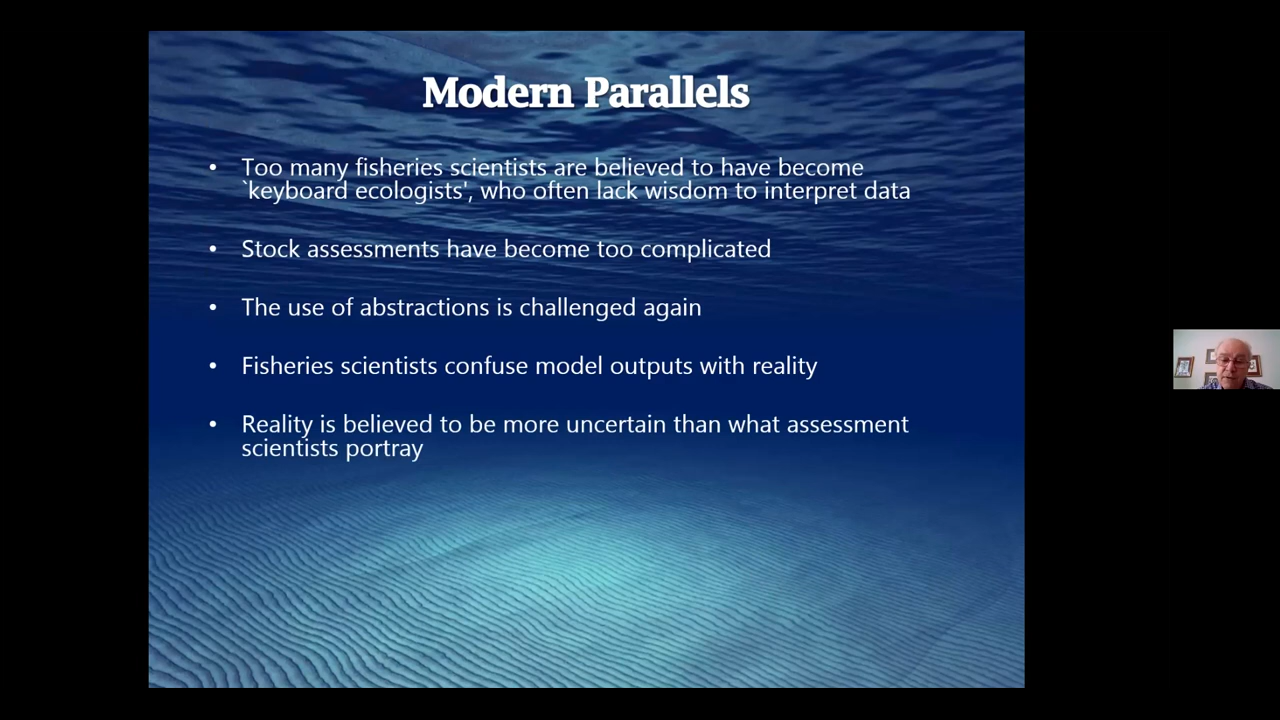 Modern Parallels
• Too many fisheries scientists are believed to have become
`keyboard ecologists', who often lack wisdom to interpret data
• Stock assessments have become too complicated
• The use of abstractions is challenged again
• Fisheries scientists confuse model outputs with reality
• Reality is believed to be more uncertain than what assessment
scientists portray